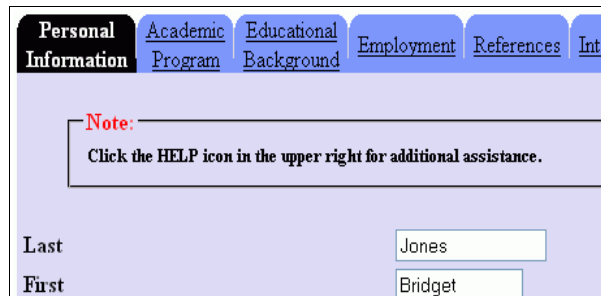 Personal Information
Academic Program
Educational Background
Employment
References
Note:
Click the HELP icon in the upper right for additional assistance.
Last Jones
First Bridget